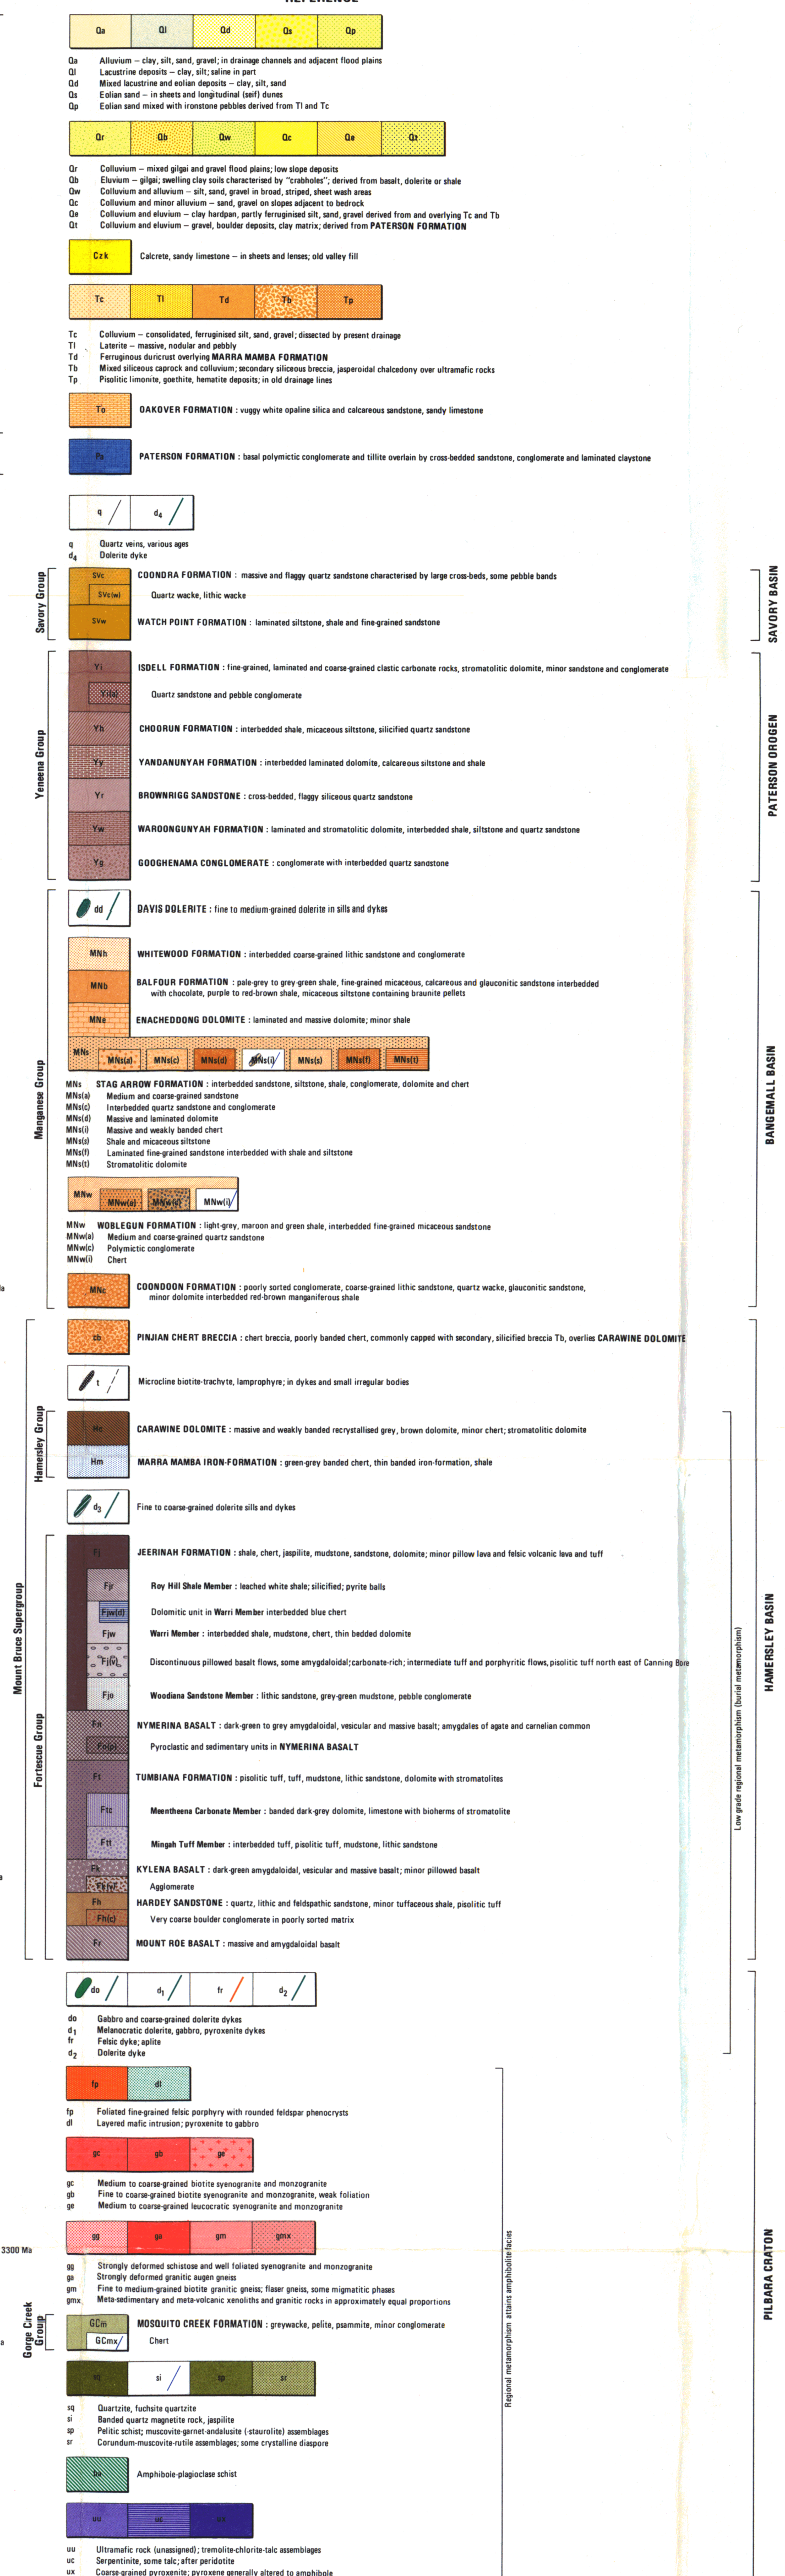 REFERENCE
Qa Ql Qd Qs Qp
Qa Alluvium – clay, silt, sand, gravel; in drainage channels and adjacent flood plains
Ql Lacustrine deposits – clay, silt; saline in part
Qd Mixed lacustrine and eolian deposits – clay, silt, sand
Qs Eolian sand – in sheets and longitudinal (seif) dunes
Qp Eolian sand mixed with ironstone pebbles derived from Tl and Tc
Qr Qb Qw Qc Qe Qt
Qr Colluvium – mixed gilgai and gravel flood plains; low slope deposits
Qb Eluvium – gilgai; swelling clay soils characterised by "crabholes"; derived from basalt, dolerite or shale
Qw Colluvium and alluvium – silt, sand, gravel in broad, striped, sheet wash areas
Qc Colluvium and minor alluvium – sand, gravel on slopes adjacent to bedrock
Qe Colluvium and eluvium – clay hardpan, partly ferruginised silt, sand, gravel derived from and overlying Tc and Tb
Qt Colluvium and eluvium – gravel, boulder deposits, clay matrix; derived from PATERSON FORMATION
Czk Calcrete, sandy limestone – in sheets and lenses; old valley fill
Tc Tl Td Tb Tp
Tc Colluvium – consolidated, ferruginised silt, sand, gravel; dissected by present drainage
Tl Laterite – massive, nodular and pebbly
Td Ferruginous duricrust overlying MARRA MAMBA FORMATION
Tb Mixed siliceous caprock and colluvium; secondary siliceous breccia, jasperoidal chalcedony over ultramafic rocks
Tp Pisolitic limonite, goethite, hematite deposits; in old drainage lines
To OAKOVER FORMATION : vuggy white opaline silica and calcareous sandstone, sandy limestone
Pa PATERSON FORMATION : basal polymictic conglomerate and tillite overlain by cross-bedded sandstone, conglomerate and laminated claystone
q d4
q Quartz veins, various ages
d4 Dolerite dyke
Savory Group
SAVORY BASIN
SVc COONDRA FORMATION : massive and flaggy quartz sandstone characterised by large cross-beds, some pebble bands
SVc(w) Quartz wacke, lithic wacke
SVw WATCH POINT FORMATION : laminated siltstone, shale and fine-grained sandstone
Yeneena Group
PATERSON OROGEN
Yi ISDELL FORMATION : fine-grained, laminated and coarse-grained clastic carbonate rocks, stromatolitic dolomite, minor sandstone and conglomerate
Yi(s) Quartz sandstone and pebble conglomerate
Yh CHOORUN FORMATION : interbedded shale, micaceous siltstone, silicified quartz sandstone
Yy YANDANUNYAH FORMATION : interbedded laminated dolomite, calcareous siltstone and shale
Yr BROWNRIGG SANDSTONE : cross-bedded, flaggy siliceous quartz sandstone
Yw WAROONGUNYAH FORMATION : laminated and stromatolitic dolomite, interbedded shale, siltstone and quartz sandstone
Yg GOOGHENAMA CONGLOMERATE : conglomerate with interbedded quartz sandstone
Manganese Group
BANGEMALL BASIN
dd DAVIS DOLERITE : fine to medium-grained dolerite in sills and dykes
MNh WHITEWOOD FORMATION : interbedded coarse-grained lithic sandstone and conglomerate
MNb BALFOUR FORMATION : pale-grey to grey-green shale, fine-grained micaceous, calcareous and glauconitic sandstone interbedded
with chocolate, purple to red-brown shale, micaceous siltstone containing braunite pellets
MNe ENACHEDDONG DOLOMITE : laminated and massive dolomite; minor shale
MNs MNs(a) MNs(c) MNs(d) MNs(i) MNs(s) MNs(f) MNs(t)
MNs STAG ARROW FORMATION : interbedded sandstone, siltstone, shale, conglomerate, dolomite and chert
MNs(a) Medium and coarse-grained sandstone
MNs(c) Interbedded quartz sandstone and conglomerate
MNs(d) Massive and laminated dolomite
MNs(i) Massive and weakly banded chert
MNs(s) Shale and micaceous siltstone
MNs(f) Laminated fine-grained sandstone interbedded with shale and siltstone
MNs(t) Stromatolitic dolomite
MNw MNw(a) MNw(c) MNw(i)
MNw WOBLEGUN FORMATION : light-grey, maroon and green shale, interbedded fine-grained micaceous sandstone
MNw(a) Medium and coarse-grained quartz sandstone
MNw(c) Polymictic conglomerate
MNw(i) Chert
MNc COONDOON FORMATION : poorly sorted conglomerate, coarse-grained lithic sandstone, quartz wacke, glauconitic sandstone,
minor dolomite interbedded red-brown manganiferous shale
Mount Bruce Supergroup
HAMERSLEY BASIN
Low grade regional metamorphism (burial metamorphism)
cb PINJIAN CHERT BRECCIA : chert breccia, poorly banded chert, commonly capped with secondary, silicified breccia Tb, overlies CARAWINE DOLOMITE
t Microcline biotite-trachyte, lamprophyre; in dykes and small irregular bodies
Hamersley Group
Hc CARAWINE DOLOMITE : massive and weakly banded recrystallised grey, brown dolomite, minor chert; stromatolitic dolomite
Hm MARRA MAMBA IRON-FORMATION : green-grey banded chert, thin banded iron-formation, shale
d3 Fine to coarse-grained dolerite sills and dykes
Fortescue Group
Fj JEERINAH FORMATION : shale, chert, jaspilite, mudstone, sandstone, dolomite; minor pillow lava and felsic volcanic lava and tuff
Fjr Roy Hill Shale Member : leached white shale; silicified; pyrite balls
Fjw(d) Dolomitic unit in Warri Member interbedded blue chert
Fjw Warri Member : interbedded shale, mudstone, chert, thin bedded dolomite
Fj(v) Discontinuous pillowed basalt flows, some amygdaloidal; carbonate-rich; intermediate tuff and porphyritic flows, pisolitic tuff north east of Canning Bore
Fjo Woodiana Sandstone Member : lithic sandstone, grey-green mudstone, pebble conglomerate
Fn NYMERINA BASALT : dark-green to grey amygdaloidal, vesicular and massive basalt; amygdales of agate and carnelian common
Fn(p) Pyroclastic and sedimentary units in NYMERINA BASALT
Ft TUMBIANA FORMATION : pisolitic tuff, tuff, mudstone, lithic sandstone, dolomite with stromatolites
Ftc Meentheena Carbonate Member : banded dark-grey dolomite, limestone with bioherms of stromatolite
Ftt Mingah Tuff Member : interbedded tuff, pisolitic tuff, mudstone, lithic sandstone
Fk KYLENA BASALT : dark-green amygdaloidal, vesicular and massive basalt; minor pillowed basalt
Agglomerate
Fh HARDEY SANDSTONE : quartz, lithic and feldspathic sandstone, minor tuffaceous shale, pisolitic tuff
Fh(c) Very coarse boulder conglomerate in poorly sorted matrix
Fr MOUNT ROE BASALT : massive and amygdaloidal basalt
PILBARA CRATON
do d1 fr d2
do Gabbro and coarse-grained dolerite dykes
d1 Melanocratic dolerite, gabbro, pyroxenite dykes
fr Felsic dyke; aplite
d2 Dolerite dyke
Regional metamorphism attains amphibolite facies
fp dl
fp Foliated fine-grained felsic porphyry with rounded feldspar phenocrysts
dl Layered mafic intrusion; pyroxenite to gabbro
gc gb ge
gc Medium to coarse-grained biotite syenogranite and monzogranite
gb Fine to coarse-grained biotite syenogranite and monzogranite, weak foliation
ge Medium to coarse-grained leucocratic syenogranite and monzogranite
3300 Ma
gg ga gm gmx
gg Strongly deformed schistose and well foliated syenogranite and monzogranite
ga Strongly deformed granitic augen gneiss
gm Fine to medium-grained biotite granitic gneiss; flaser gneiss, some migmatitic phases
gmx Meta-sedimentary and meta-volcanic xenoliths and granitic rocks in approximately equal proportions
Gorge Creek
Group
GCm MOSQUITO CREEK FORMATION : greywacke, pelite, psammite, minor conglomerate
GCmx Chert
sq si sp sr
sq Quartzite, fuchsite quartzite
si Banded quartz magnetite rock, jaspilite
sp Pelitic schist; muscovite-garnet-andalusite (-staurolite) assemblages
sr Corundum-muscovite-rutile assemblages; some crystalline diaspore
ba Amphibole-plagioclase schist
uu uc ux
uu Ultramafic rock (unassigned); tremolite-chlorite-talc assemblages
uc Serpentinite, some talc; after peridotite
ux Coarse-grained pyroxenite; pyroxene generally altered to amphibole